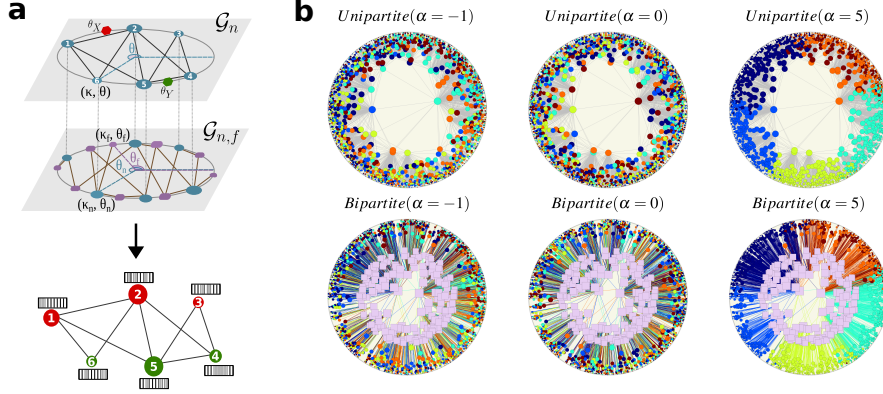 a
𝒢n
θX
2
3
1
θ
6
5
4
θY
(κ, θ)
𝒢n,f
(κf, θf)
θn
θf
(κn, θn)
2
3
1
6
5
4
b
Unipartite(α = −1)
Unipartite(α = 0)
Unipartite(α = 5)
Bipartite(α = −1)
Bipartite(α = 0)
Bipartite(α = 5)